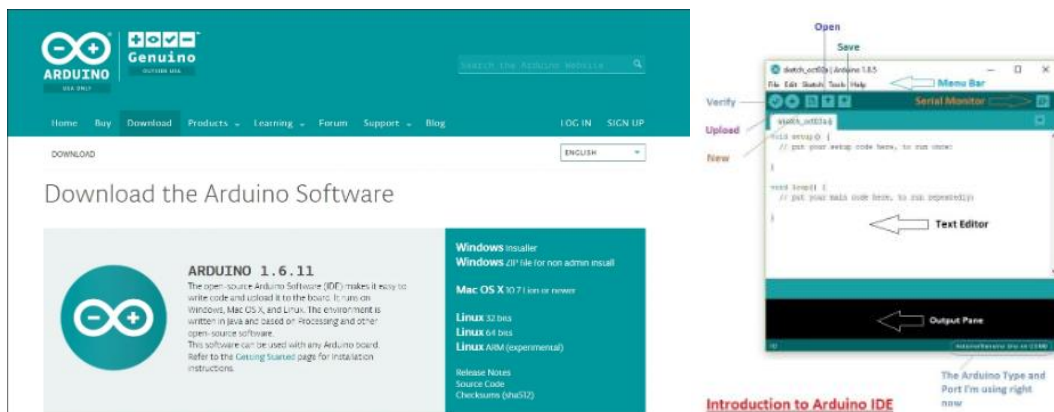 ARDUINO
USA ONLY
Genuino
OUTSIDE USA
Search the Arduino Website
Home Buy Download Products Learning Forum Support Blog LOG IN SIGN UP
DOWNLOAD
ENGLISH
Download the Arduino Software
ARDUINO 1.6.11
The open-source Arduino Software (IDE) makes it easy to
write code and upload it to the board. It runs on
Windows, Mac OS X, and Linux. The environment is
written in Java and based on Processing and other
open-source software.
This software can be used with any Arduino board.
Refer to the Getting Started page for Installation
instructions.
Windows Installer
Windows ZIP file for non admin install
Mac OS X 10.7 Lion or newer
Linux 32 bits
Linux 64 bits
Linux ARM (experimental)
Release Notes
Source Code
Checksums (sha512)
Open
Save
Arduino 1.8.5
File Edit Sketch Tools Help
Menu Bar
Verify
Serial Monitor
Upload
New
void setup() {
// put your setup code here, to run once:
}
void loop() {
// put your main code here, to run repeatedly:
}
Text Editor
Output Pane
The Arduino Type and
Port I'm using right
now
Introduction to Arduino IDE